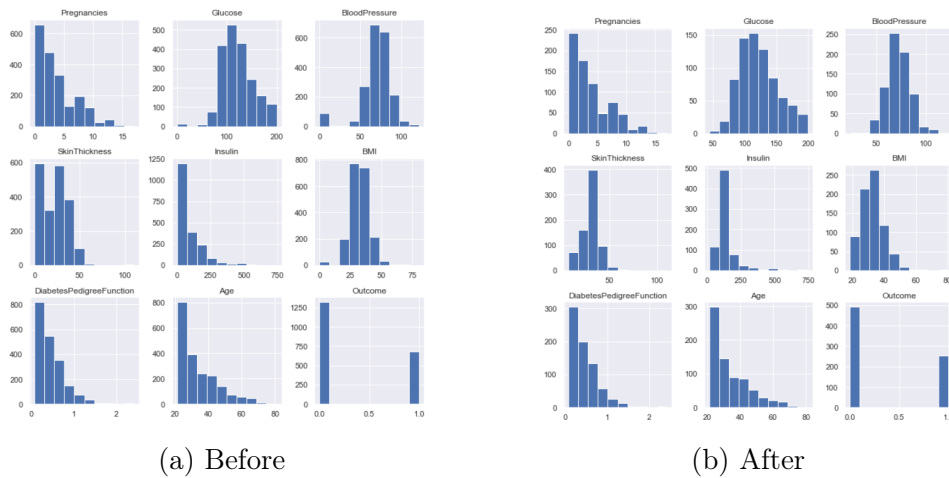 Pregnancies Glucose BloodPressure
600 400 200 0
0 5 10 15
500 400 300 200 100 0
0 100 200
600 400 200 0
0 50 100
SkinThickness Insulin BMI
600 400 200 0
0 50 100
1250 1000 750 500 250 0
0 250 500 750
800 600 400 200 0
0 25 50 75
DiabetesPedigreeFunction Age Outcome
800 600 400 200 0
0 1 2
800 600 400 200 0
20 40 60 80
1250 1000 750 500 250 0
0.0 0.5 1.0
(a) Before
Pregnancies Glucose BloodPressure
250 200 150 100 50 0
0 5 10 15
150 100 50 0
50 100 150 200
250 200 150 100 50 0
50 100
SkinThickness Insulin BMI
400 300 200 100 0
50 100
500 400 300 200 100 0
0 250 500 750
250 200 150 100 50 0
20 40 60 80
DiabetesPedigreeFunction Age Outcome
300 200 100 0
0 1 2
300 200 100 0
20 40 60 80
500 400 300 200 100 0
0.0 0.5 1.
(b) After